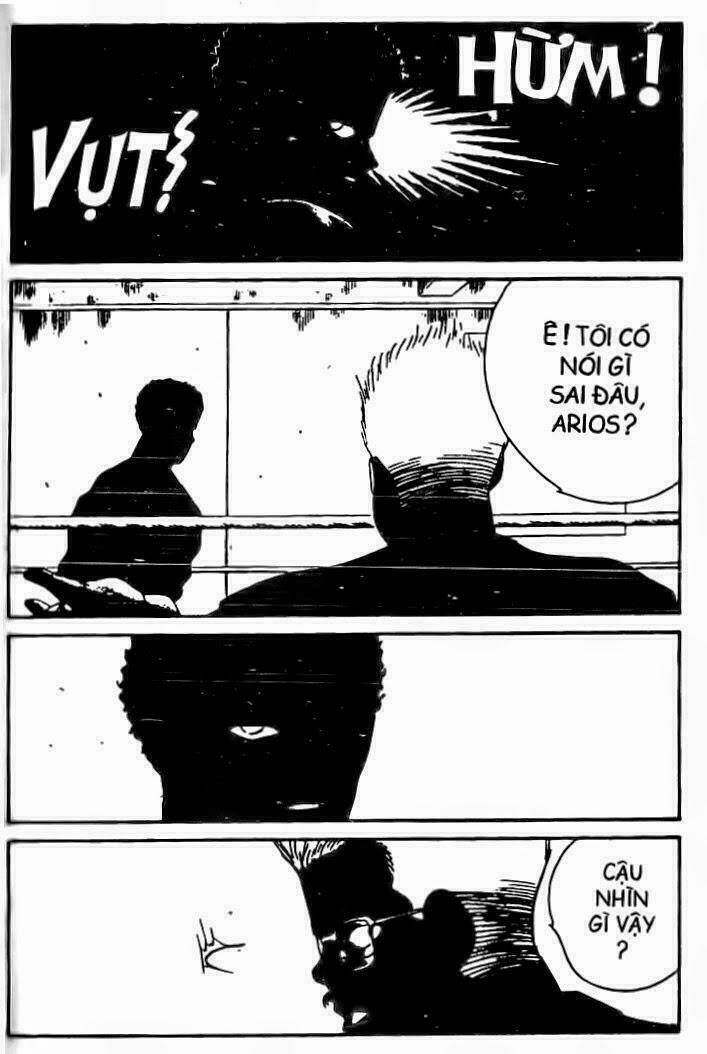 HỪM!
VỤT!
Ê! TÔI CÓ
NÓI GÌ
SAI ĐÂU,
ARIOS?
CẬU
NHÌN
GÌ VẬY
?